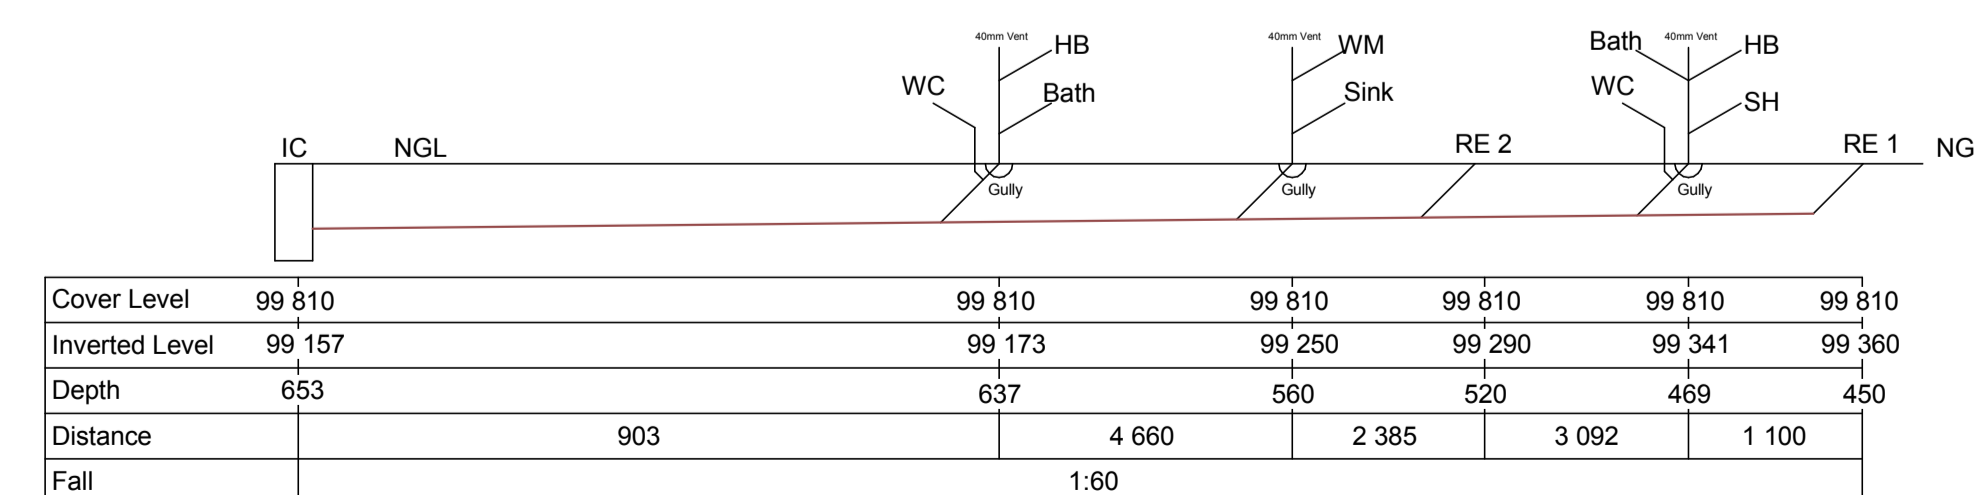 40mm Vent 40mm Vent Bath 40mm Vent HB
HB WM
WC Bath Sink WC SH
IC NGL RE 2 RE 1 NG
Gully Gully Gully
Cover Level 99 810 99 810 99 810 99 810 99 810 99 810
Inverted Level 99 157 99 173 99 250 99 290 99 341 99 360
Depth 653 637 560 520 469 450
Distance 903 4 660 2 385 3 092 1 100
Fall 1:60